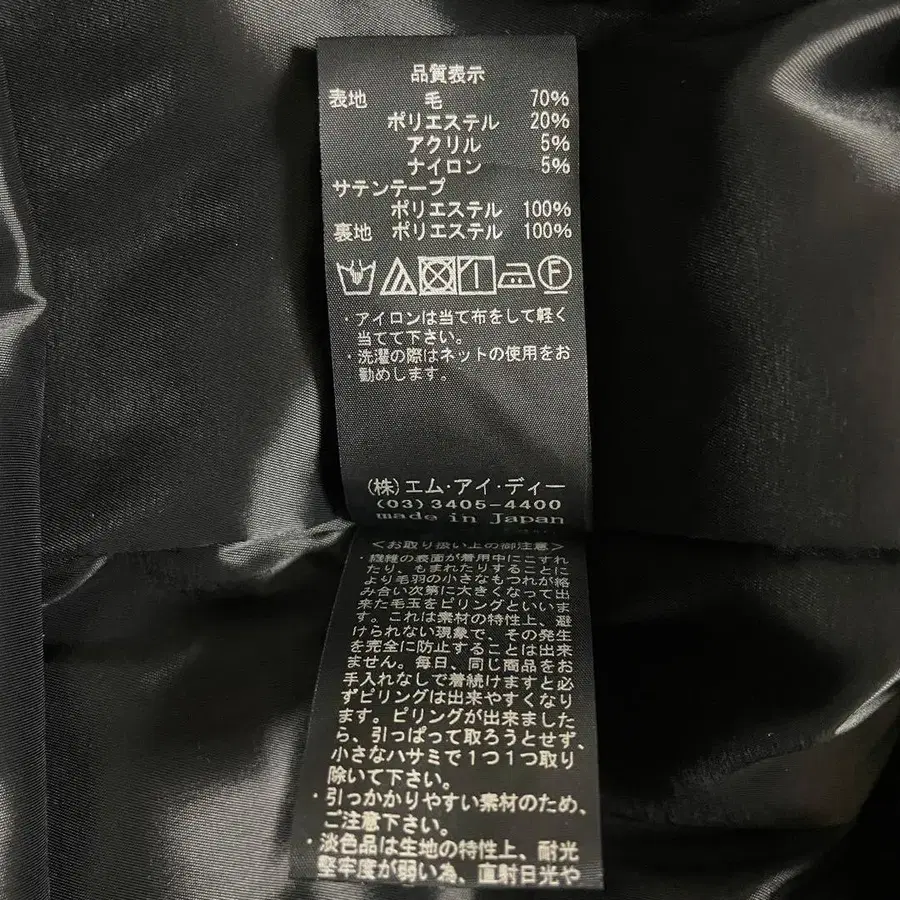 品質表示
表地 毛 70%
ポリエステル 20%
アクリル 5%
ナイロン 5%
サテンテープ
ポリエステル 100%
裏地 ポリエステル 100%
F
・アイロンは当て布をして軽く
当てて下さい。
・洗濯の際はネットの使用をお
勧めします。
(株)エム・アイ・ディー
(03)3405-4400
made in Japan
<お取り扱い上の御注意>
・繊維の表面が着用中にこすれ
たり、もまれたりすることに
より毛羽の小さなもつれが絡
み合い次第に大きくなって出
来た毛玉をピリングといいま
す。これは素材の特性上、避
けられない現象で、その発生
を完全に防止することは出来
ません。毎日、同じ商品をお
手入れなしで着続けますと必
ずピリングは出来やすくなり
ます。ピリングが出来ました
ら、引っぱって取ろうとせず、
小さなハサミで1つ1つ取り
除いて下さい。
・引っかかりやすい素材のため、
ご注意下さい。
・淡色品は生地の特性上、耐光
堅牢度が弱い為、直射日光や